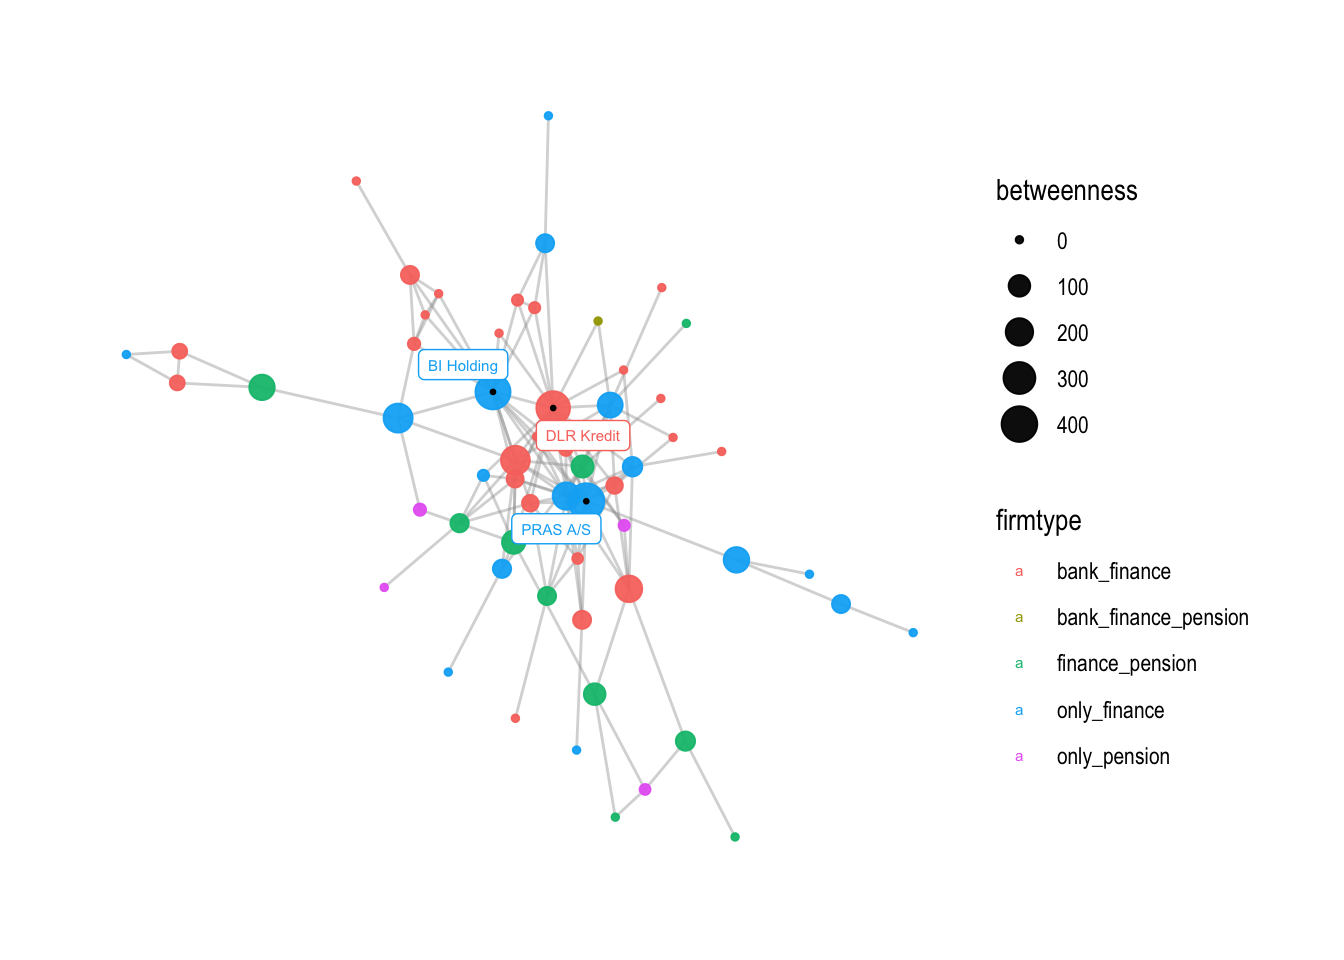 BI Holding
DLR Kredit
PRAS A/S
betweenness
0
100
200
300
400
firmtype
a bank_finance
a bank_finance_pension
a finance_pension
a only_finance
a only_pension